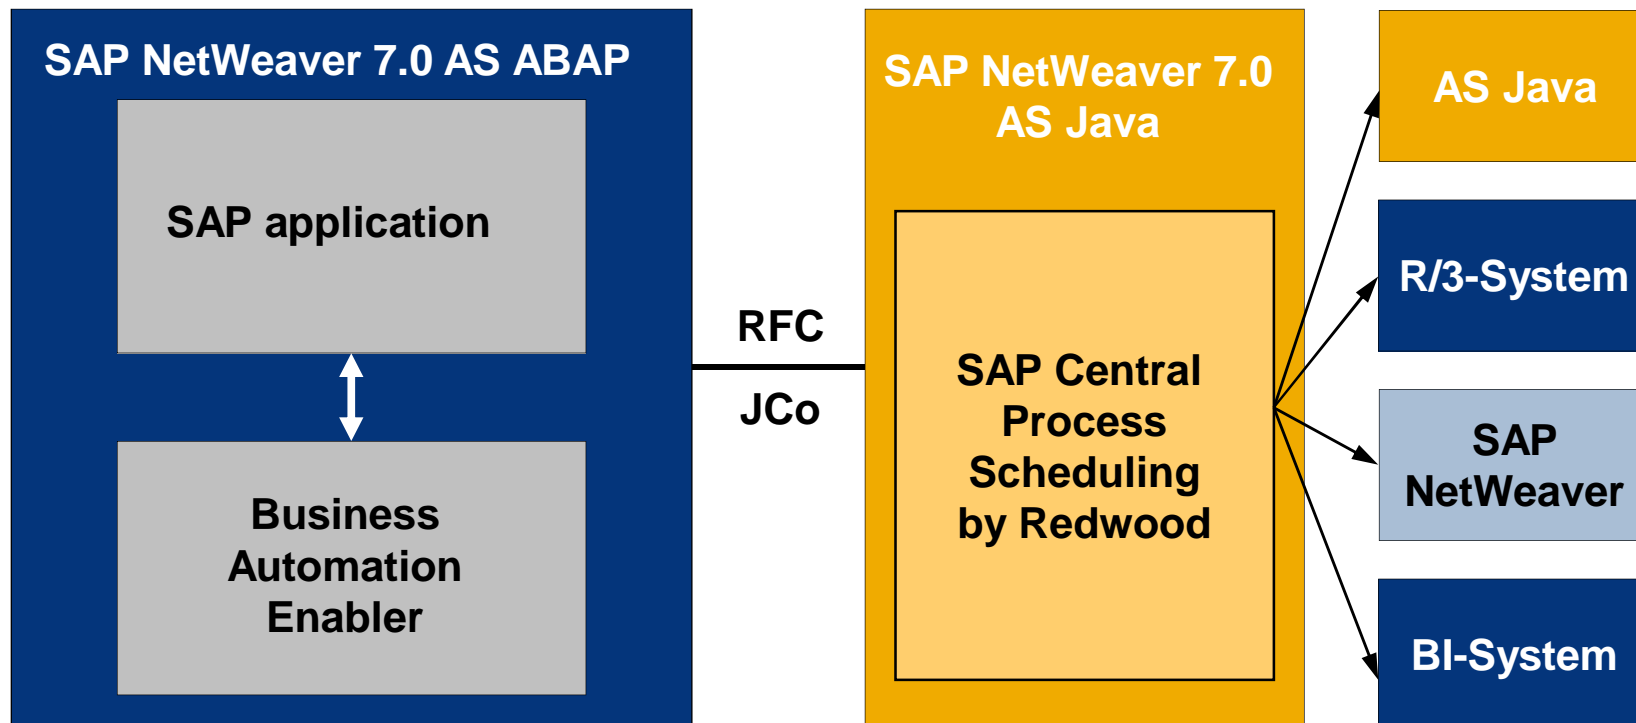 SAP NetWeaver 7.0 AS ABAP
SAP application
Business
Automation
Enabler
RFC
JCo
SAP NetWeaver 7.0
AS Java
SAP Central
Process
Scheduling
by Redwood
AS Java
R/3-System
SAP
NetWeaver
BI-System